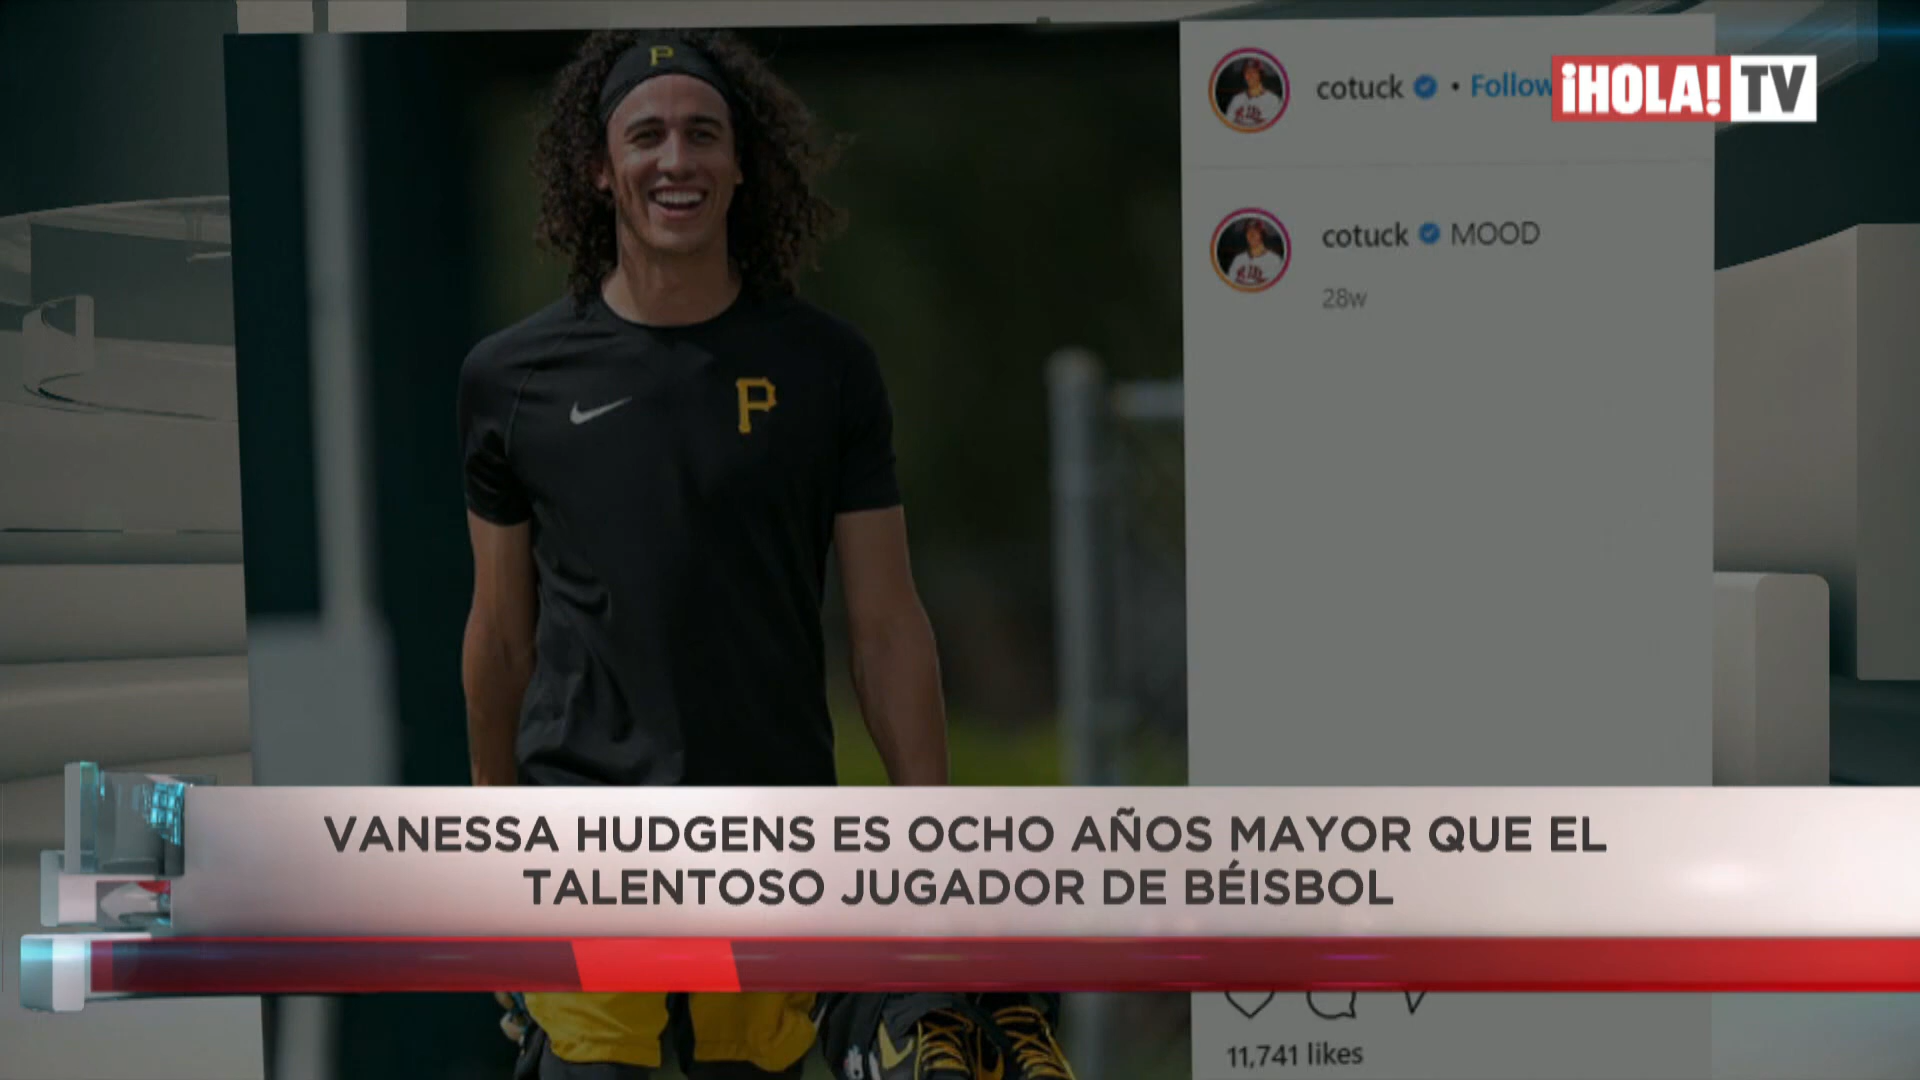 P
cotuck • Follow
¡HOLA! TV
cotuck MOOD
28w
P
VANESSA HUDGENS ES OCHO AÑOS MAYOR QUE EL
TALENTOSO JUGADOR DE BÉISBOL
11,741 likes